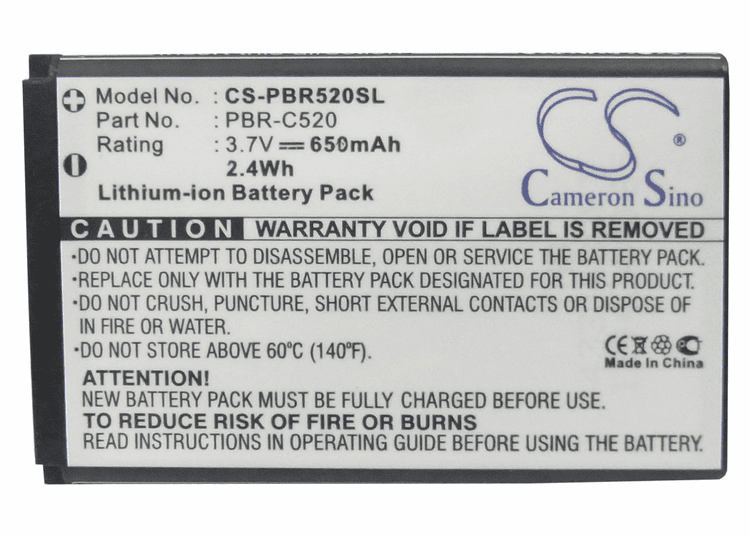 Model No. : CS-PBR520SL
Part No. : PBR-C520
Rating : 3.7V 650mAh
2.4Wh
Lithium-ion Battery Pack
CS
Cameron Sino
CAUTION WARRANTY VOID IF LABEL IS REMOVED
•DO NOT ATTEMPT TO DISASSEMBLE, OPEN OR SERVICE THE BATTERY PACK.
•REPLACE ONLY WITH THE BATTERY PACK DESIGNATED FOR THIS PRODUCT.
•DO NOT CRUSH, PUNCTURE, SHORT EXTERNAL CONTACTS OR DISPOSE OF
IN FIRE OR WATER.
•DO NOT STORE ABOVE 60°C (140°F).
CE
Made In China
ATTENTION!
NEW BATTERY PACK MUST BE FULLY CHARGED BEFORE USE.
TO REDUCE RISK OF FIRE OR BURNS
READ INSTRUCTIONS IN OPERATING GUIDE BEFORE USING THE BATTERY.